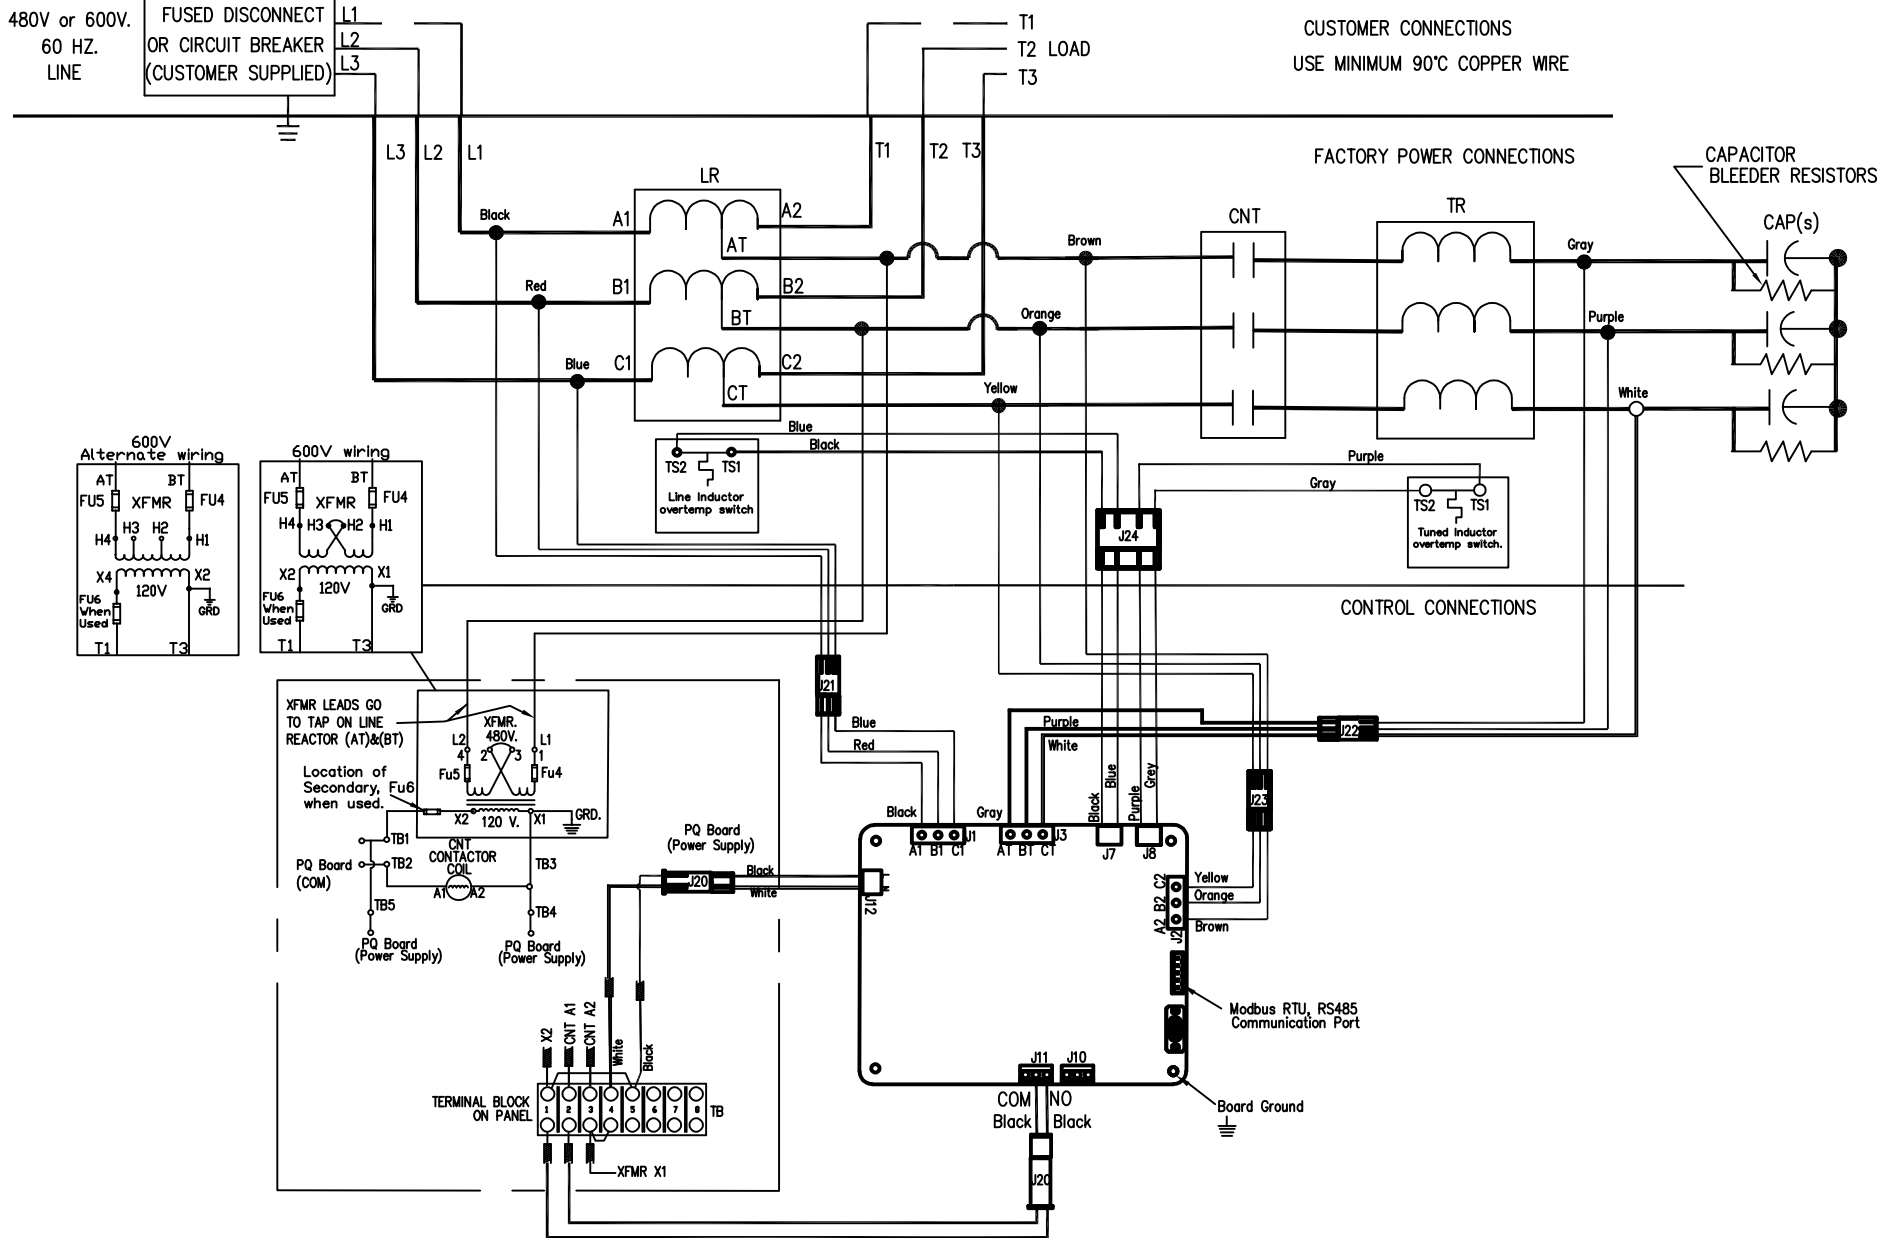 480V or 600V.
60 HZ.
LINE
FUSED DISCONNECT
OR CIRCUIT BREAKER
(CUSTOMER SUPPLIED)
L1
L2
L3
T1
T2 LOAD
T3
CUSTOMER CONNECTIONS
USE MINIMUM 90°C COPPER WIRE
L3
L2
L1
T1
T2
T3
FACTORY POWER CONNECTIONS
CAPACITOR
BLEEDER RESISTORS
LR
CNT
TR
CAP(s)
Black
A1
A2
AT
Brown
Gray
Red
B1
B2
BT
Orange
Purple
Blue
C1
C2
CT
Yellow
White
Blue
Black
TS2
TS1
Line Inductor
overtemp switch
Purple
Gray
TS2
TS1
Tuned Inductor
overtemp switch.
J24
600V
Alternate wiring
AT
BT
FU5
XFMR
FU4
H3
H2
H4
H1
X4
X2
120V
FU6
When
Used
GRD
T1
T3
600V wiring
AT
BT
FU5
XFMR
FU4
H4
H3
H2
H1
X2
X1
120V
FU6
When
Used
GRD
T1
T3
CONTROL CONNECTIONS
J21
J22
J23
XFMR LEADS GO
TO TAP ON LINE
REACTOR (AT)&(BT)
XFMR.
480V.
L2
L1
4
2
3
1
Fu5
Fu4
Location of
Secondary,
when used.
Fu6
X2
120 V.
X1
GRD.
TB1
CNT
CONTACTOR
COIL
PQ Board
(COM)
TB2
TB3
A1
A2
TB5
TB4
PQ Board
(Power Supply)
PQ Board
(Power Supply)
PQ Board
(Power Supply)
J20
Black
White
Blue
Red
Black
Purple
White
Gray
Black
Blue
Purple
Grey
J1
A1 B1 C1
J3
AT BT CT
J7
J8
L
N
J12
C2
B2
A2
J2
Yellow
Orange
Brown
Modbus RTU, RS485
Communication Port
J11
J10
COM
NO
Black
Black
J20
Board Ground
X2
CNT A1
CNT A2
White
Black
TERMINAL BLOCK
ON PANEL
1 2 3 4 5 6 7 8
TB
XFMR X1